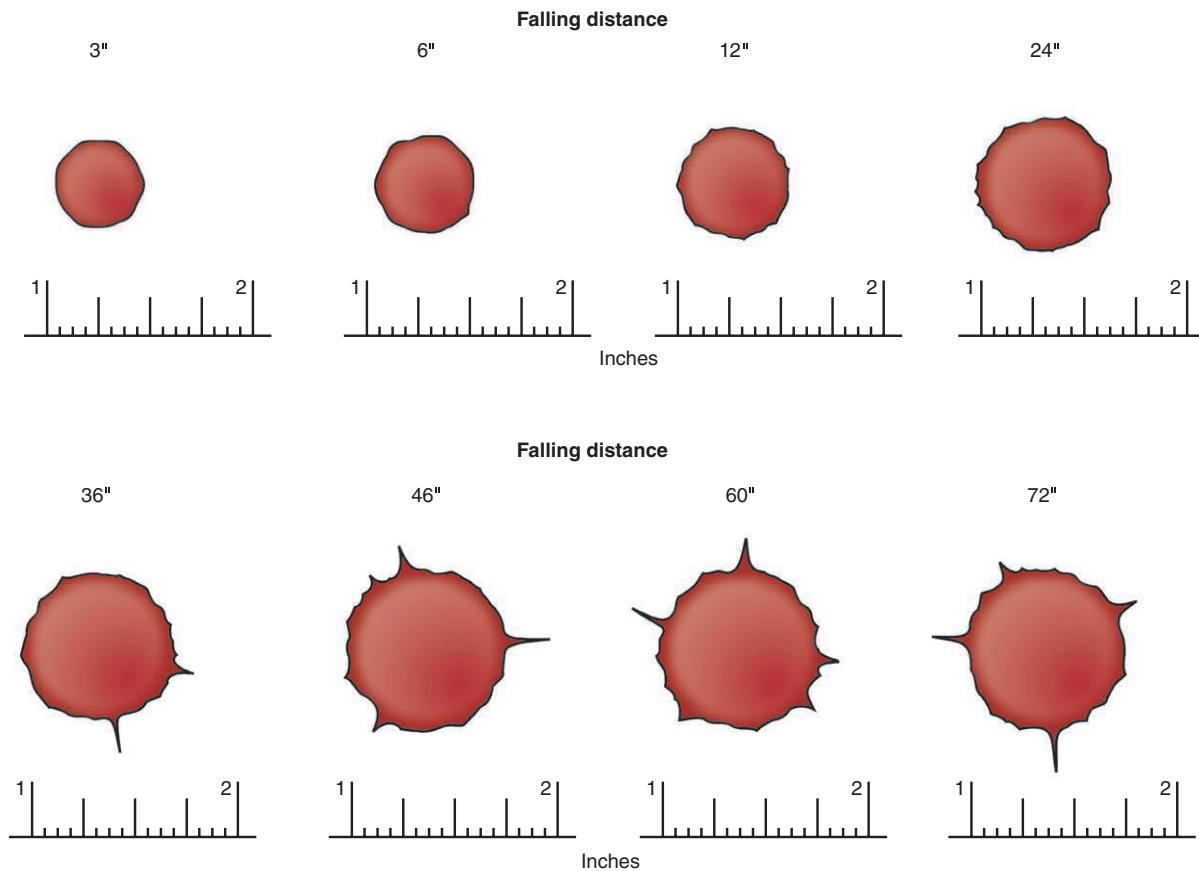 Falling distance
3" 6" 12" 24"
1 2 1 2 1 2 1 2
Inches
Falling distance
36" 46" 60" 72"
1 2 1 2 1 2 1 2
Inches